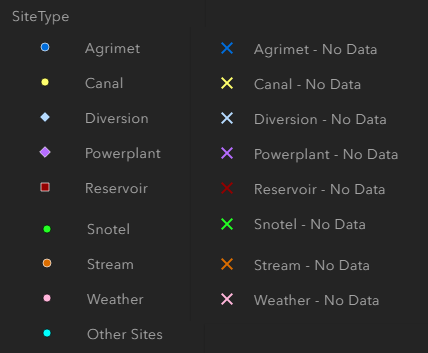 SiteType
Agrimet
Agrimet - No Data
Canal
Canal - No Data
Diversion
Diversion - No Data
Powerplant
Powerplant - No Data
Reservoir
Reservoir - No Data
Snotel
Snotel - No Data
Stream
Stream - No Data
Weather
Weather - No Data
Other Sites